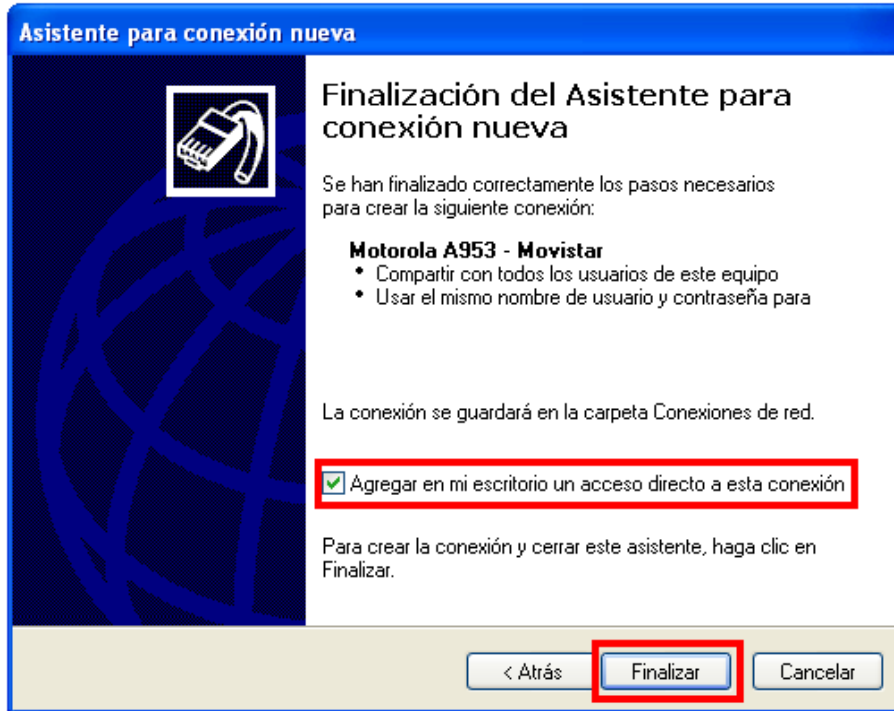 Asistente para conexión nueva
Finalización del Asistente para
conexión nueva
Se han finalizado correctamente los pasos necesarios
para crear la siguiente conexión:
Motorola A953 - Movistar
• Compartir con todos los usuarios de este equipo
• Usar el mismo nombre de usuario y contraseña para
La conexión se guardará en la carpeta Conexiones de red.
Agregar en mi escritorio un acceso directo a esta conexión
Para crear la conexión y cerrar este asistente, haga clic en
Finalizar.
< Atrás Finalizar Cancelar